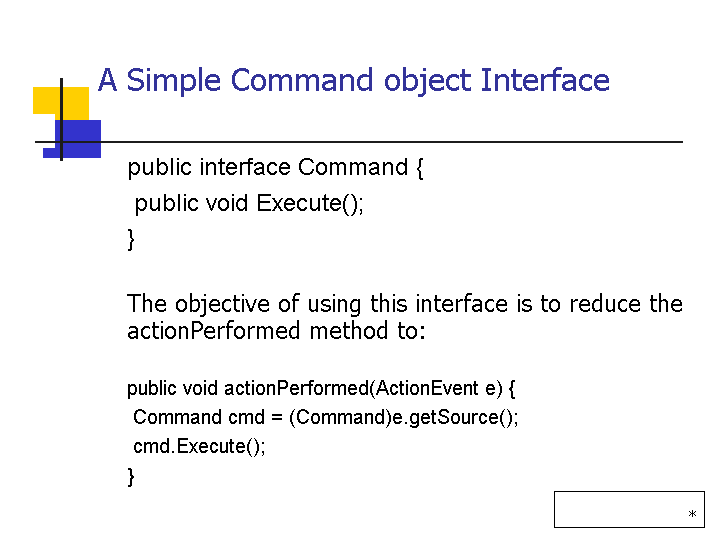 A Simple Command object Interface
public interface Command {
public void Execute();
}
The objective of using this interface is to reduce the
actionPerformed method to:
public void actionPerformed(ActionEvent e) {
Command cmd = (Command)e.getSource();
cmd.Execute();
}
*